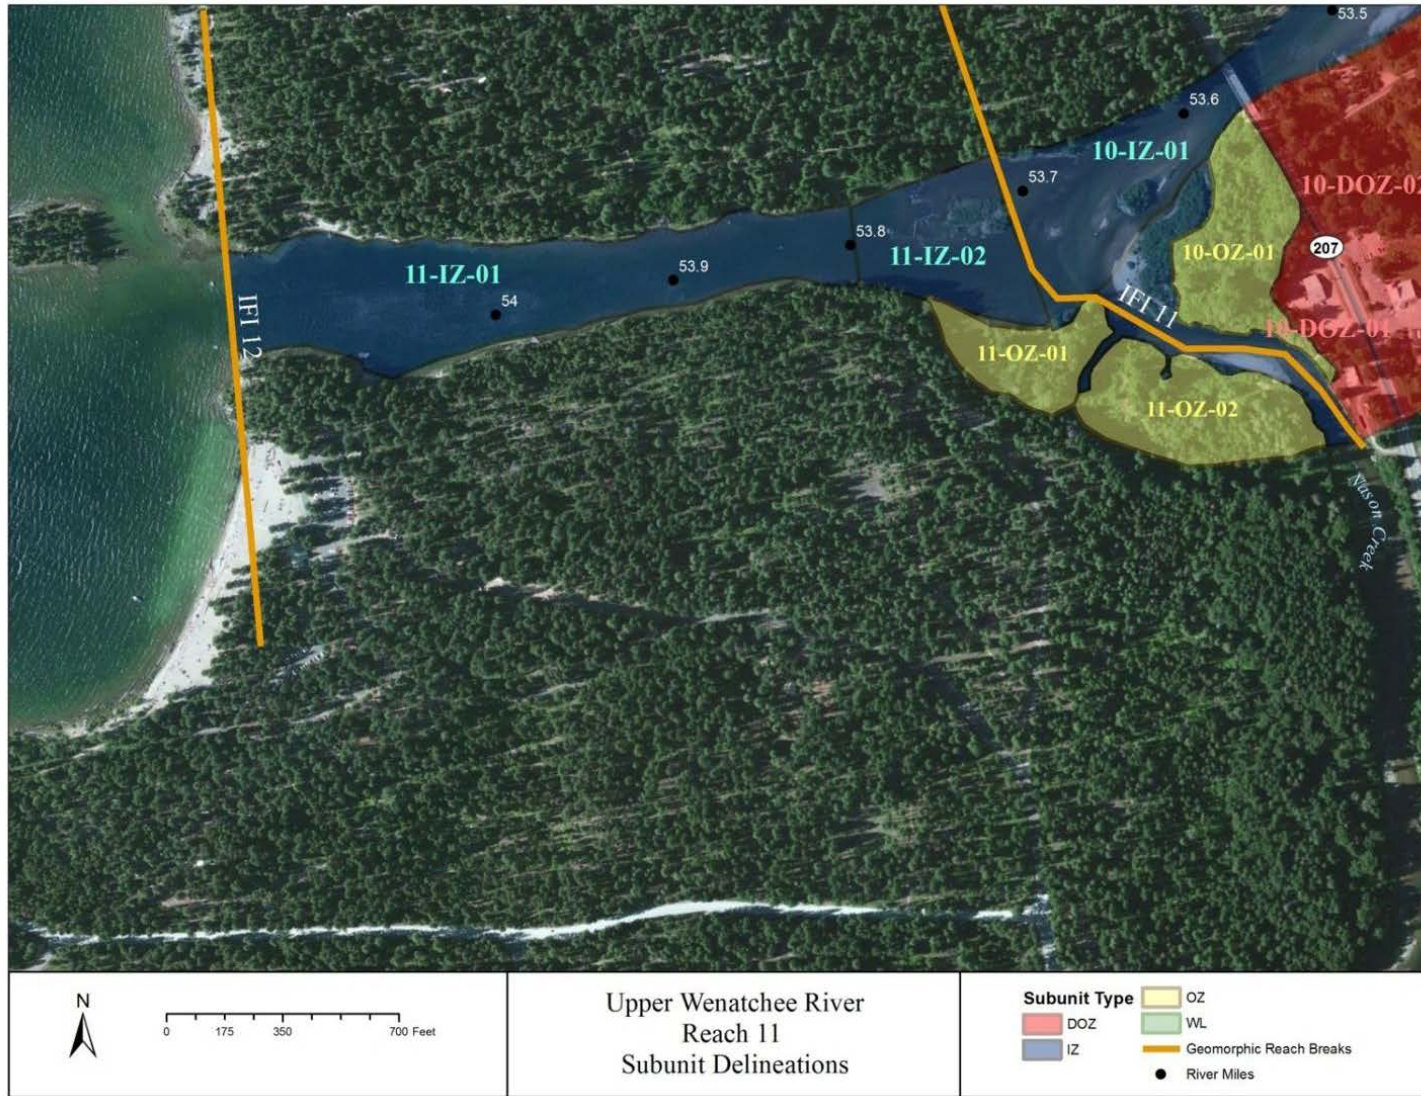 53.5
53.6
10-IZ-01
53.7
10-DOZ-02
207
10-OZ-01
53.8
11-IZ-02
11-IZ-01
53.9
54
IFI 12
IFI 11
10-DOZ-01
11-OZ-01
11-OZ-02
Nason Creek
N
0 175 350 700 Feet
Upper Wenatchee River
Reach 11
Subunit Delineations
Subunit Type
DOZ
IZ
OZ
WL
Geomorphic Reach Breaks
River Miles